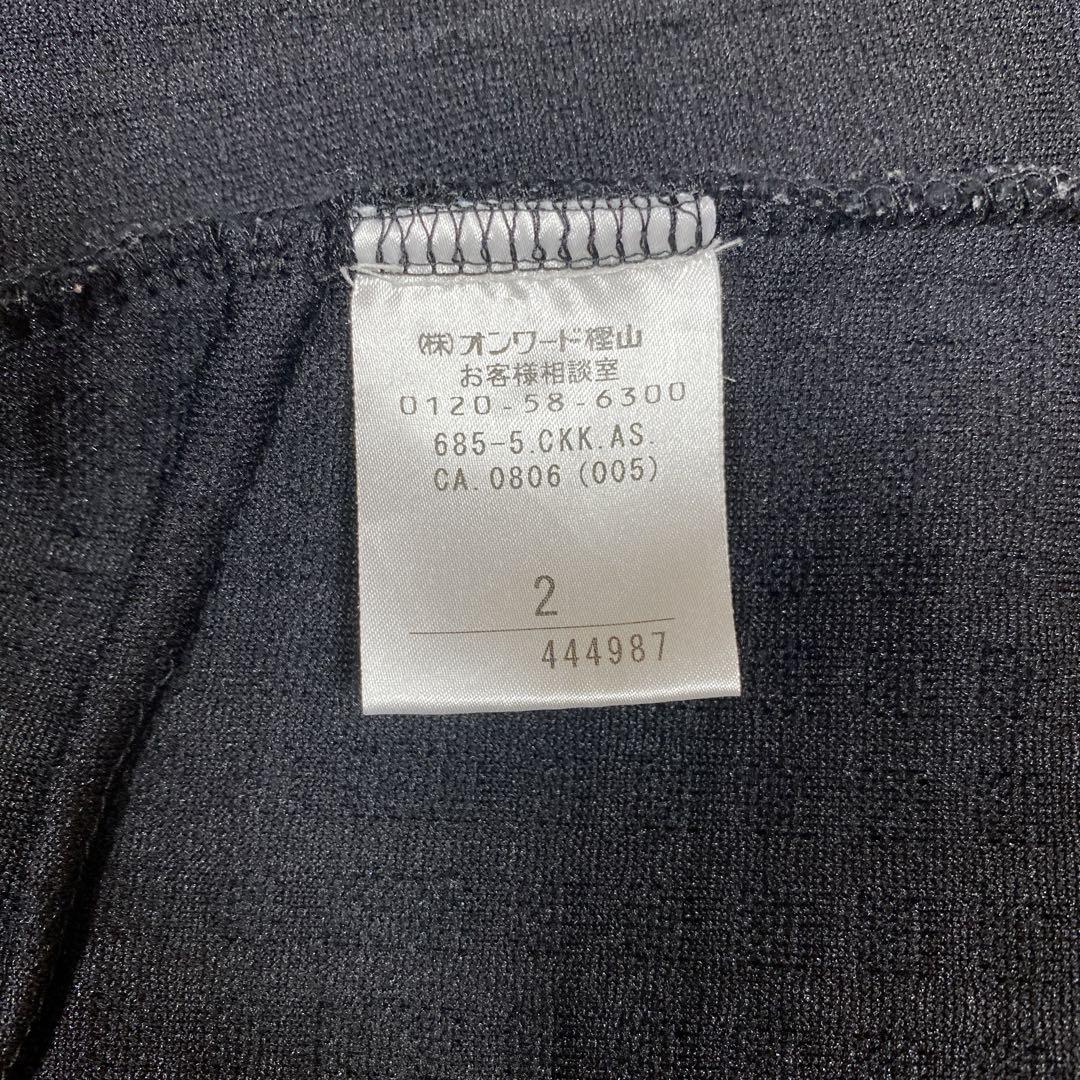 (株)オンワード樫山
お客様相談室
0120-58-6300
685-5.CKK.AS.
CA.0806(005)
2
444987